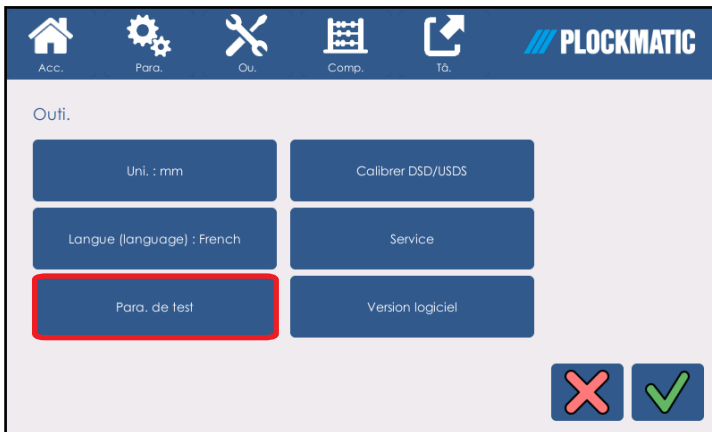 Acc. Para. Ou. Comp. Tâ. PLOCKMATIC
Outi.
Uni. : mm Calibrer DSD/USDS
Langue (language) : French Service
Para. de test Version logiciel